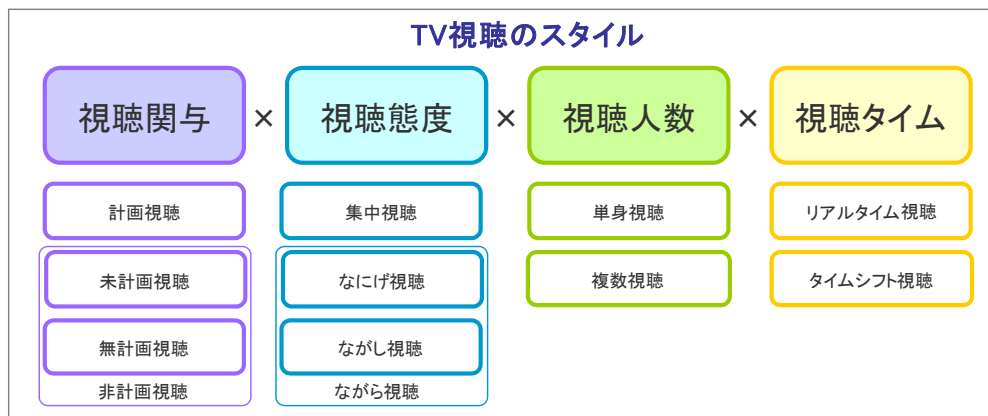 TV視聴のスタイル
視聴関与 × 視聴態度 × 視聴人数 × 視聴タイム
計画視聴 集中視聴 単身視聴 リアルタイム視聴
未計画視聴 なにげ視聴 複数視聴 タイムシフト視聴
無計画視聴 ながし視聴
非計画視聴 ながら視聴